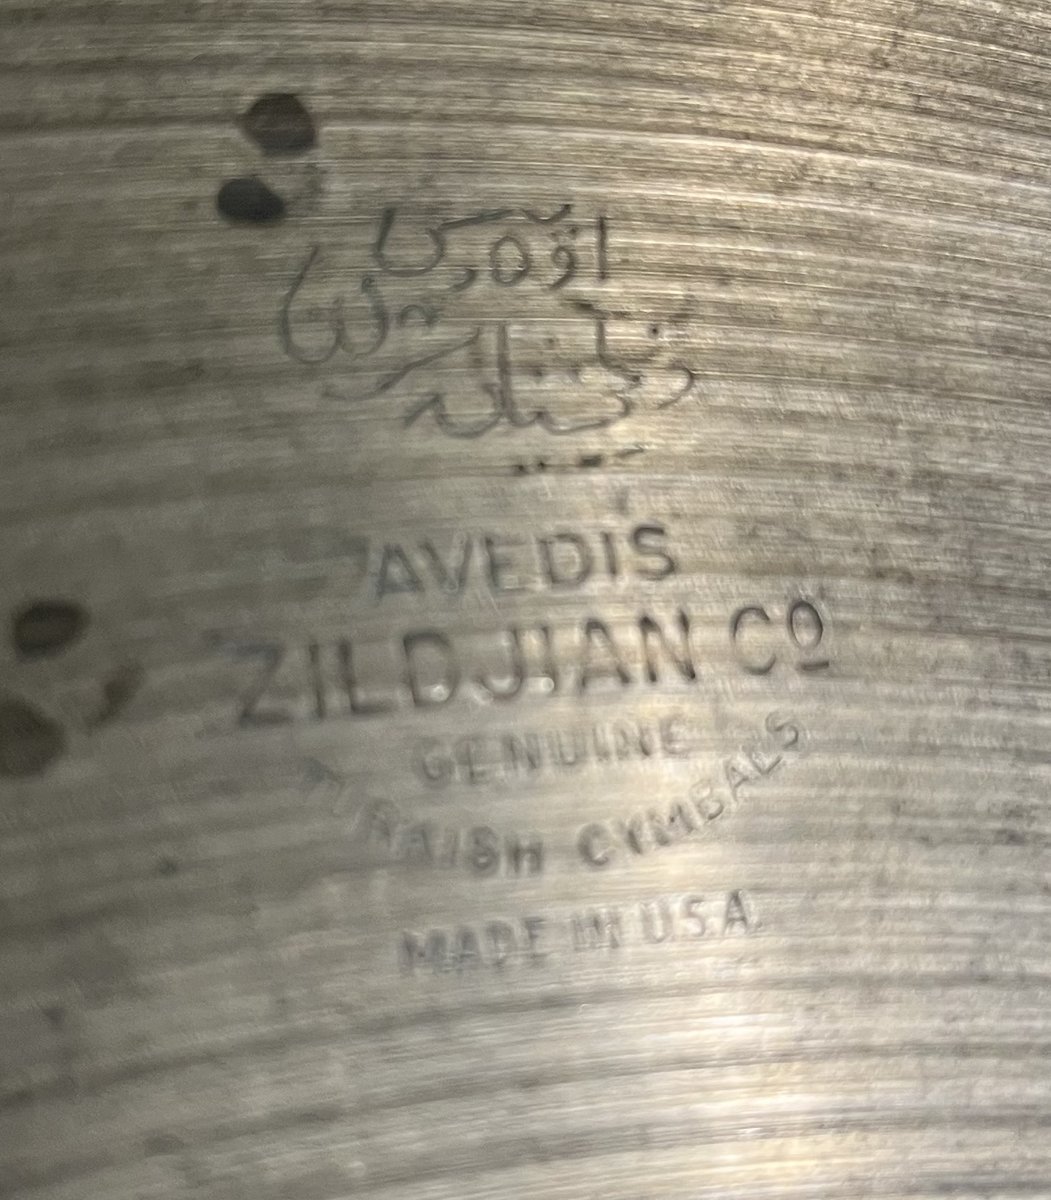 AVEDIS
ZILDJIAN Cº
GENUINE
TURKISH CYMBALS
MADE IN U.S.A.